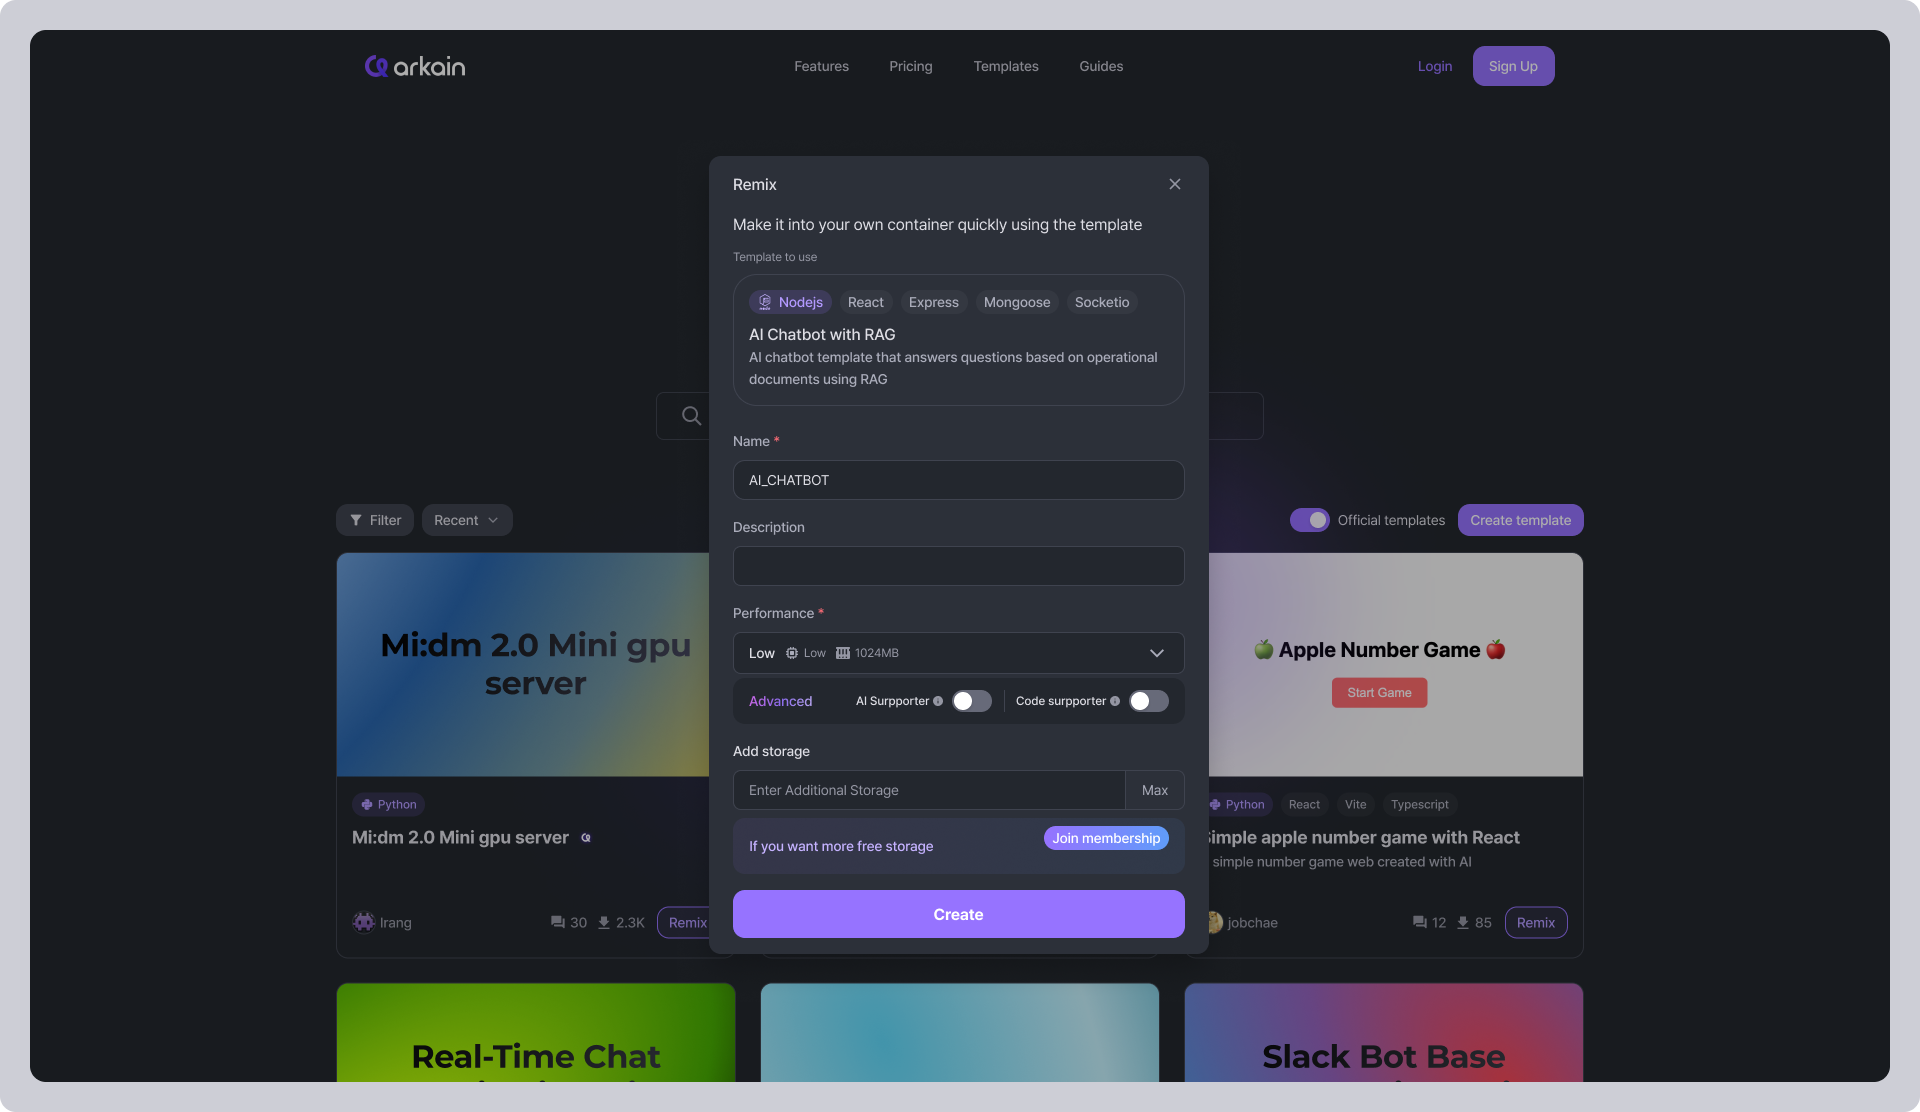 arkain
Features
Pricing
Templates
Guides
Login
Sign Up
Remix
Make it into your own container quickly using the template
Template to use
Nodejs
React
Express
Mongoose
Socketio
AI Chatbot with RAG
AI chatbot template that answers questions based on operational
documents using RAG
Name *
AI_CHATBOT
Description
Performance *
Low
Low
1024MB
Advanced
AI Surpporter
Code surpporter
Add storage
Enter Additional Storage
Max
If you want more free storage
Join membership
Create
Filter
Recent
Official templates
Create template
Mi:dm 2.0 Mini gpu
server
Python
Mi:dm 2.0 Mini gpu server
Irang
30
2.3K
Remix
Apple Number Game
Start Game
Python
React
Vite
Typescript
Simple apple number game with React
simple number game web created with AI
jobchae
12
85
Remix
Real-Time Chat
Slack Bot Base